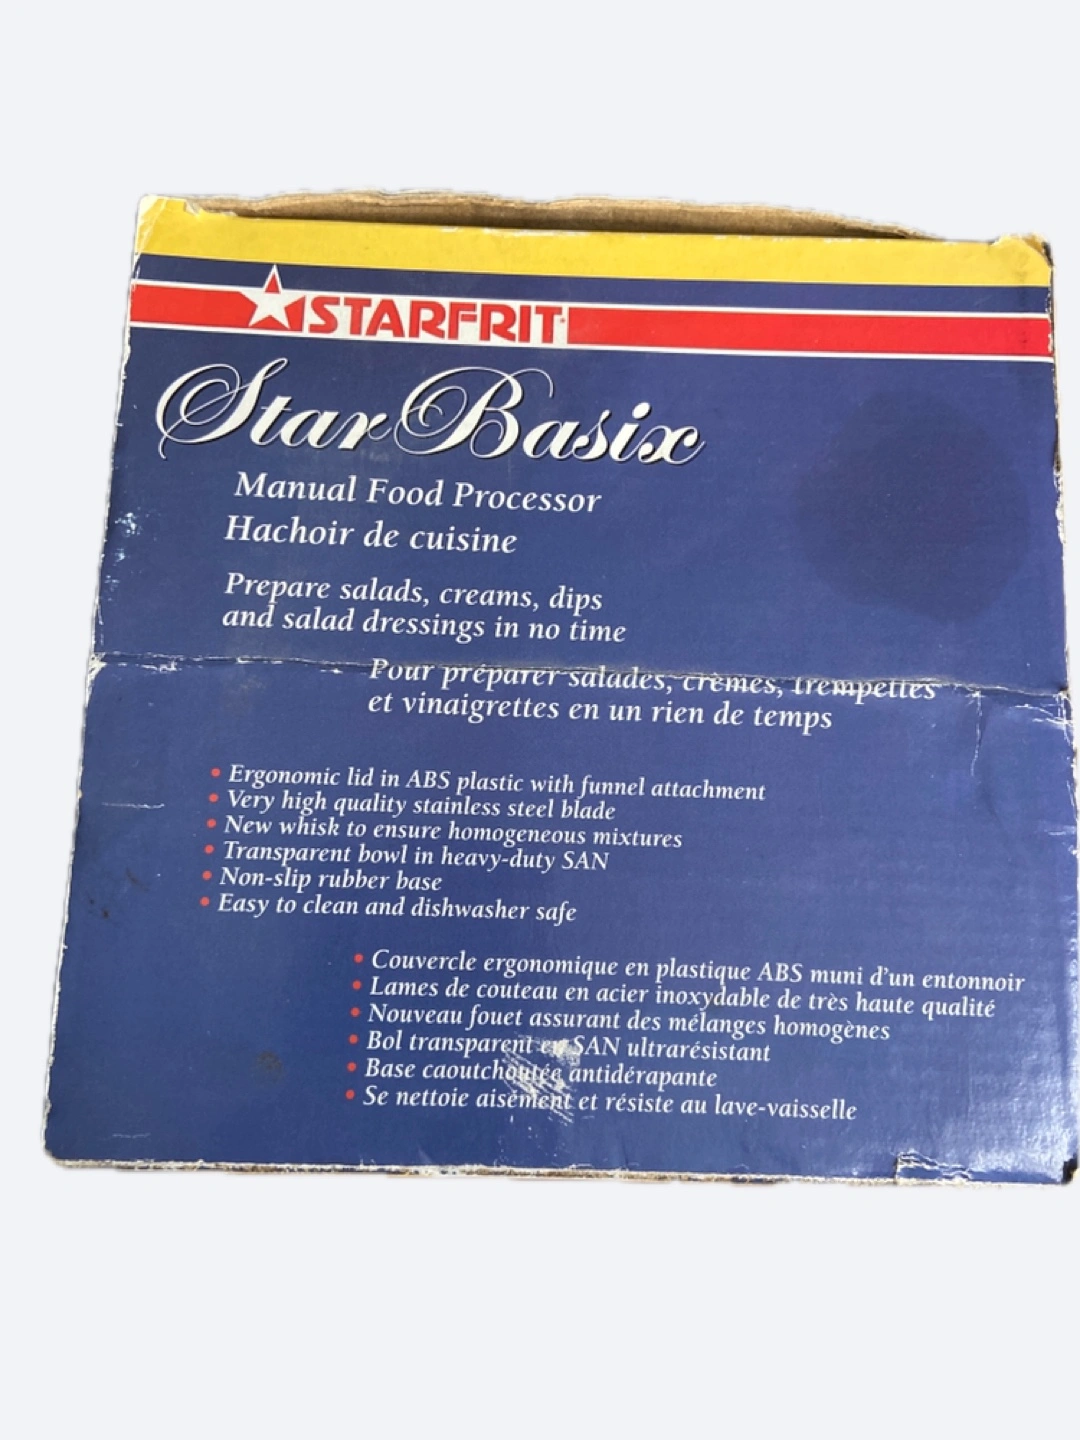 STARFRIT
Star Basix
Manual Food Processor
Hachoir de cuisine
Prepare salads, creams, dips
and salad dressings in no time
Pour préparer salades, crèmes, trempettes
et vinaigrettes en un rien de temps
• Ergonomic lid in ABS plastic with funnel attachment
• Very high quality stainless steel blade
• New whisk to ensure homogeneous mixtures
• Transparent bowl in heavy-duty SAN
• Non-slip rubber base
• Easy to clean and dishwasher safe
• Couvercle ergonomique en plastique ABS muni d'un entonnoir
• Lames de couteau en acier inoxydable de très haute qualité
• Nouveau fouet assurant des mélanges homogènes
• Bol transparent en SAN ultrarésistant
• Base caoutchoutée antidérapante
• Se nettoie aisément et résiste au lave-vaisselle